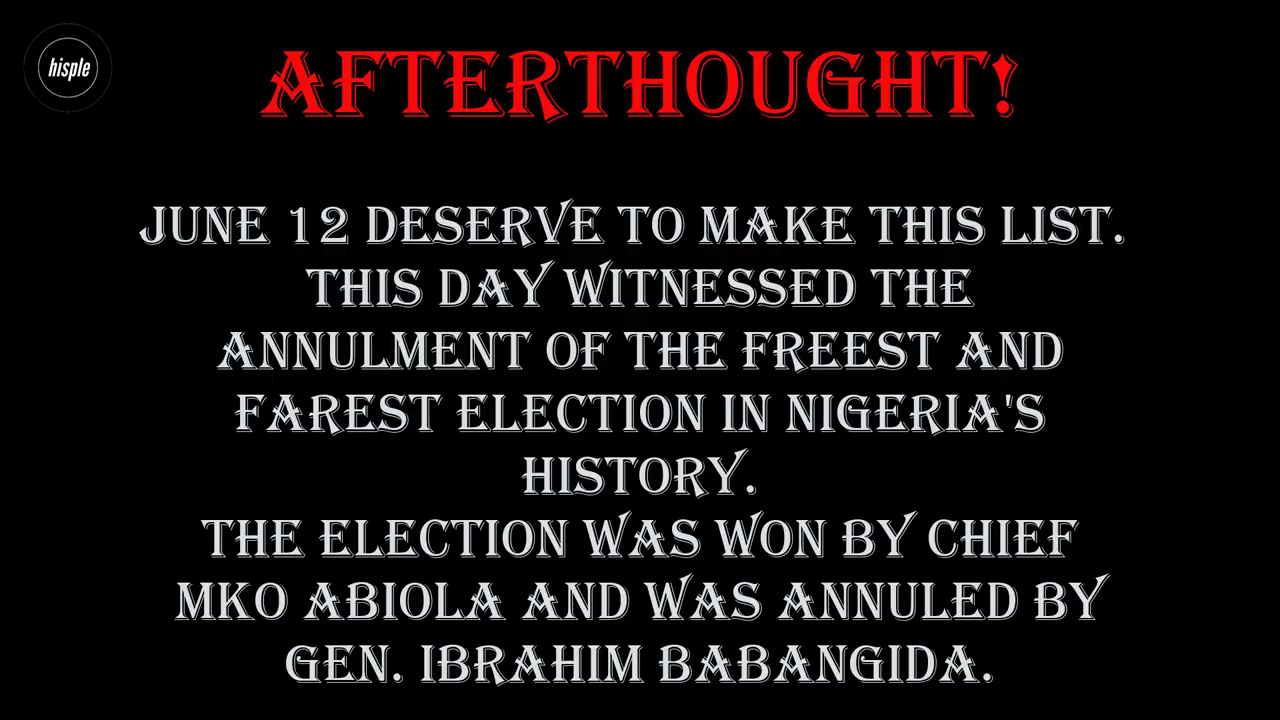 hisple
AFTERTHOUGHT!
JUNE 12 DESERVE TO MAKE THIS LIST.
THIS DAY WITNESSED THE
ANNULMENT OF THE FREEST AND
FAREST ELECTION IN NIGERIA'S
HISTORY.
THE ELECTION WAS WON BY CHIEF
MKO ABIOLA AND WAS ANNULED BY
GEN. IBRAHIM BABANGIDA.